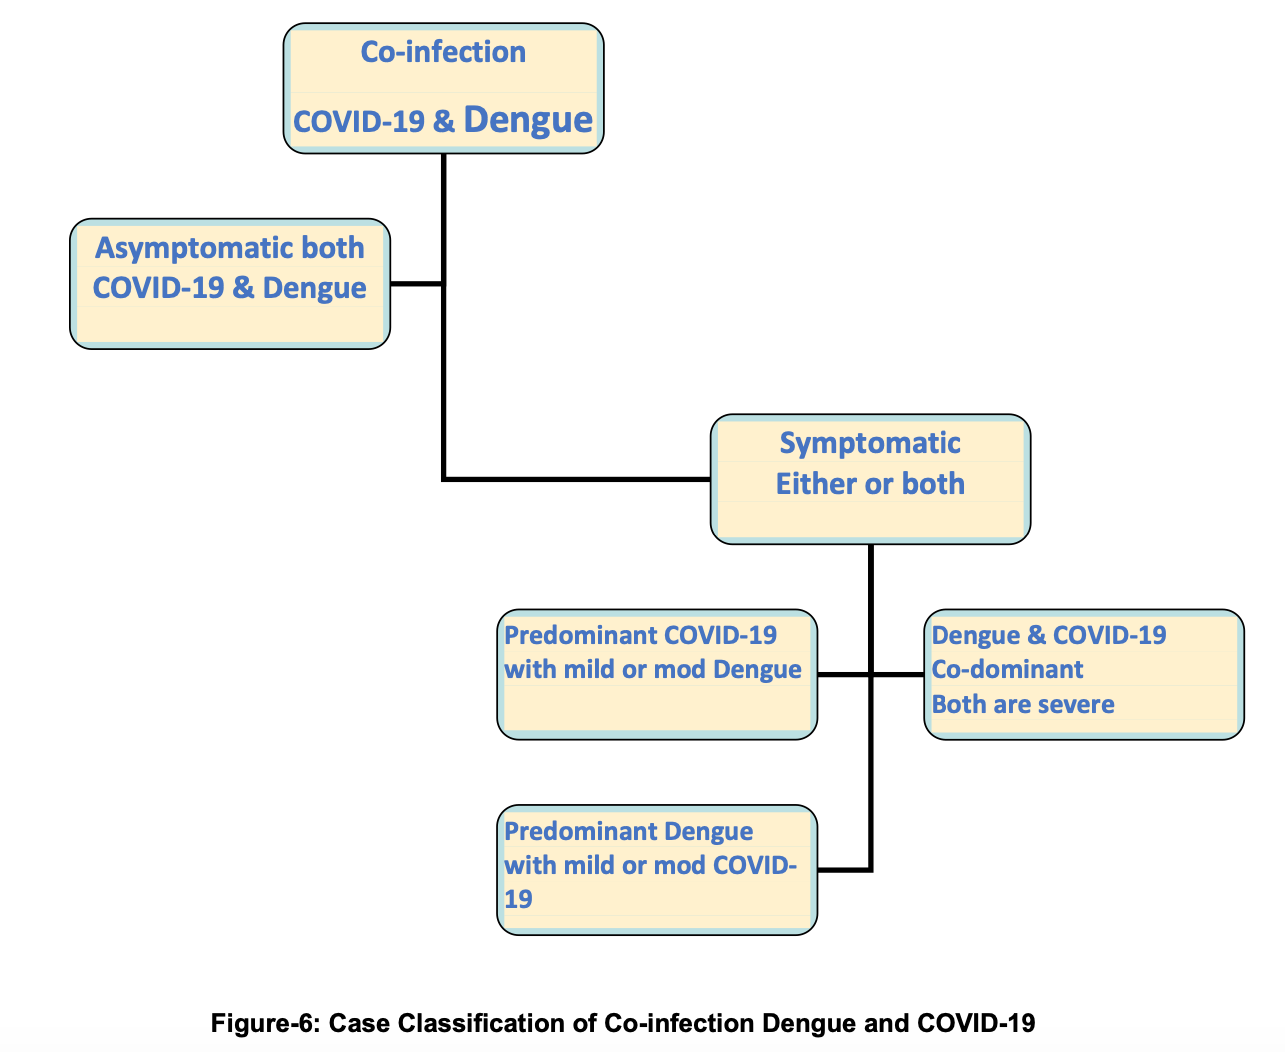 Co-infection
COVID-19 & Dengue
Asymptomatic both
COVID-19 & Dengue
Symptomatic
Either or both
Predominant COVID-19
with mild or mod Dengue
Dengue & COVID-19
Co-dominant
Both are severe
Predominant Dengue
with mild or mod COVID-
19
Figure-6: Case Classification of Co-infection Dengue and COVID-19